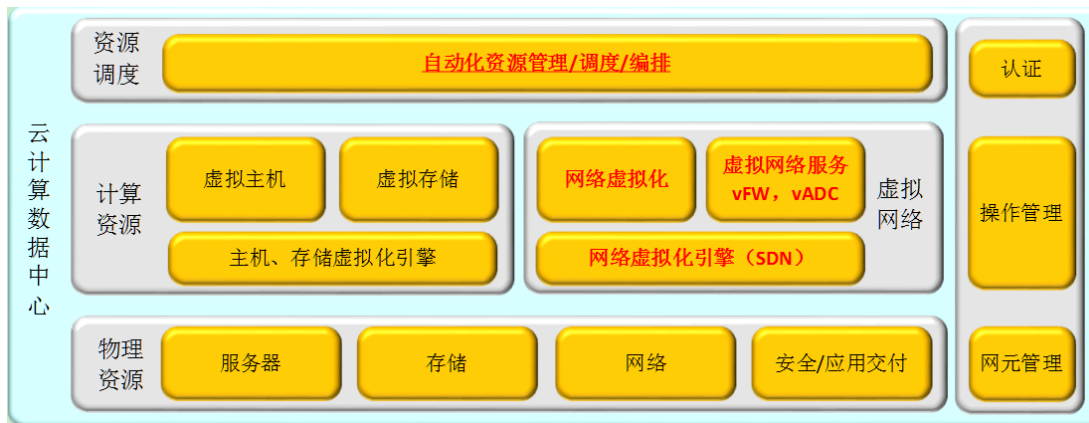 云计算数据中心
资源
调度
自动化资源管理/调度/编排
计算
资源
虚拟主机
虚拟存储
主机、存储虚拟化引擎
网络虚拟化
虚拟网络服务
vFW，vADC
网络虚拟化引擎（SDN）
虚拟
网络
物理
资源
服务器
存储
网络
安全/应用交付
认证
操作管理
网元管理